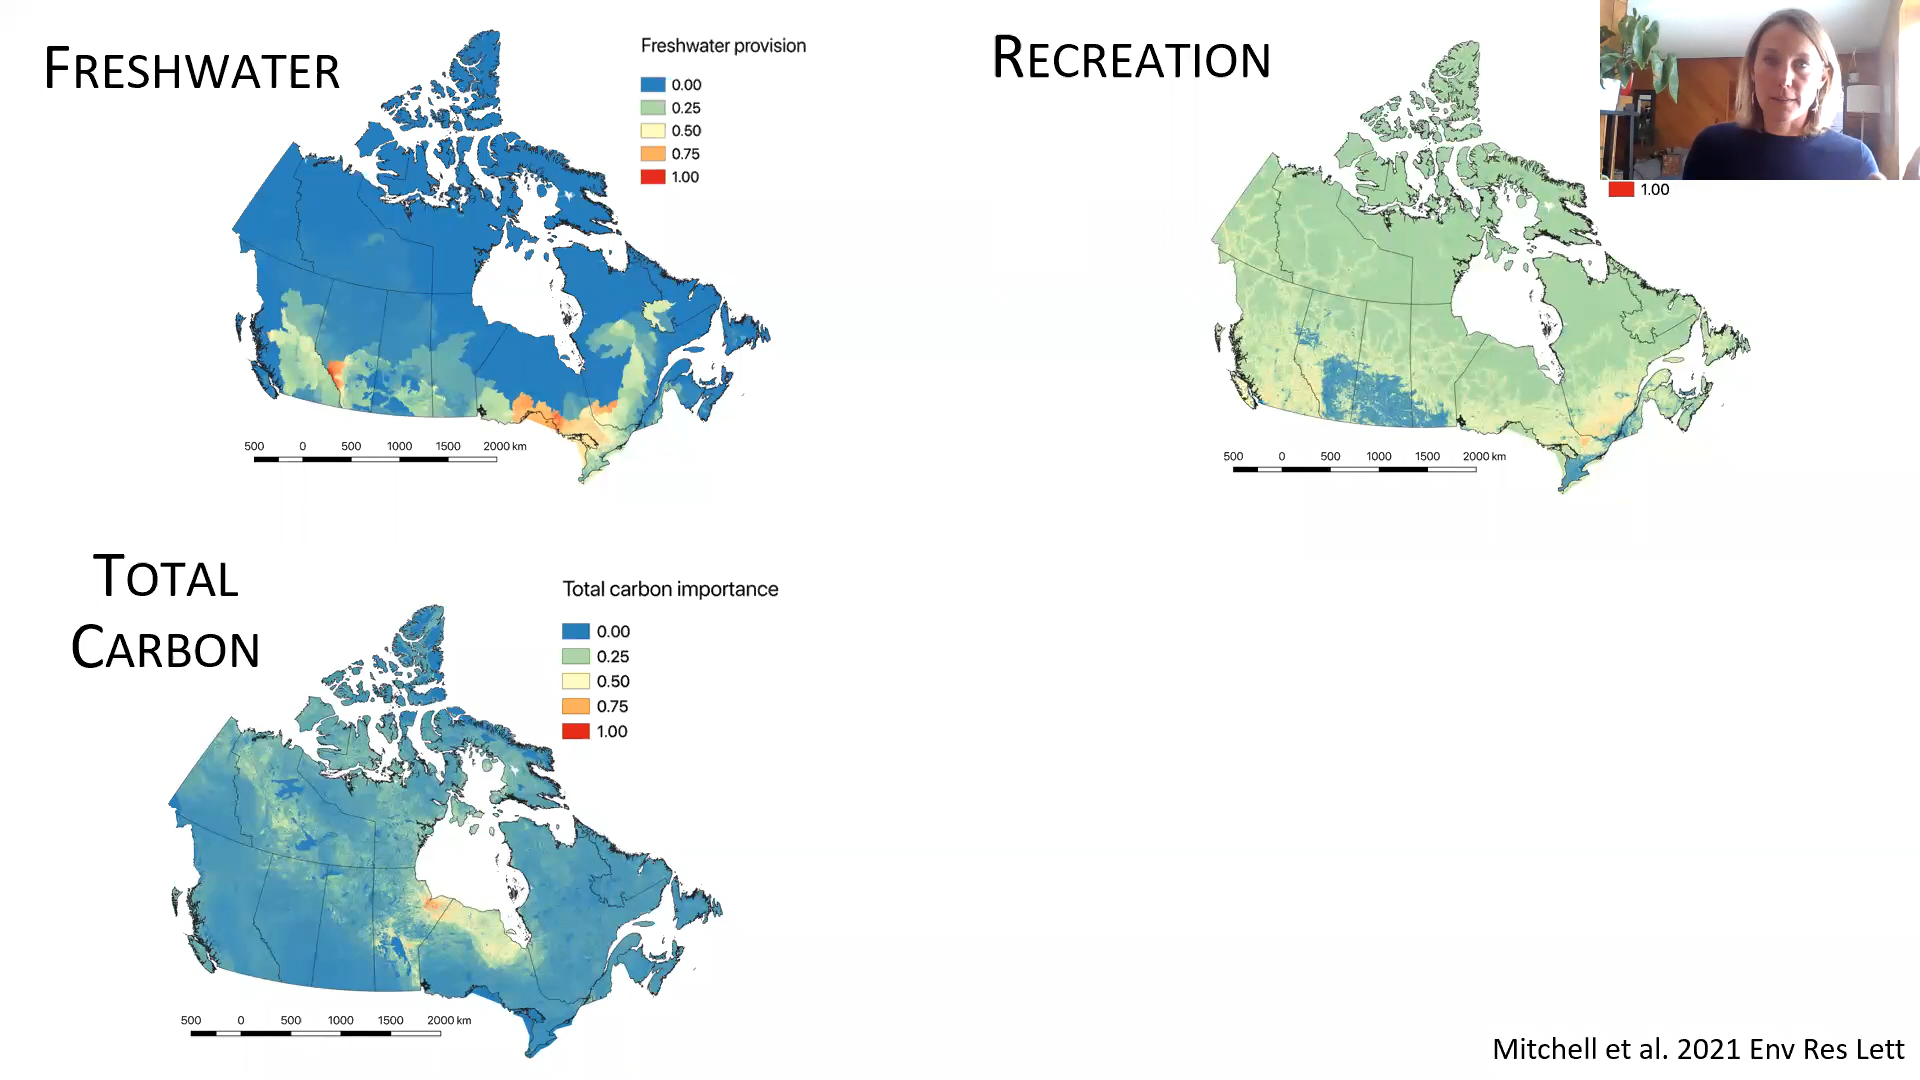 FRESHWATER
Freshwater provision
0.00
0.25
0.50
0.75
1.00
500 0 500 1000 1500 2000 km
RECREATION
1.00
500 0 500 1000 1500 2000 km
TOTAL
CARBON
Total carbon importance
0.00
0.25
0.50
0.75
1.00
500 0 500 1000 1500 2000 km
Mitchell et al. 2021 Env Res Lett